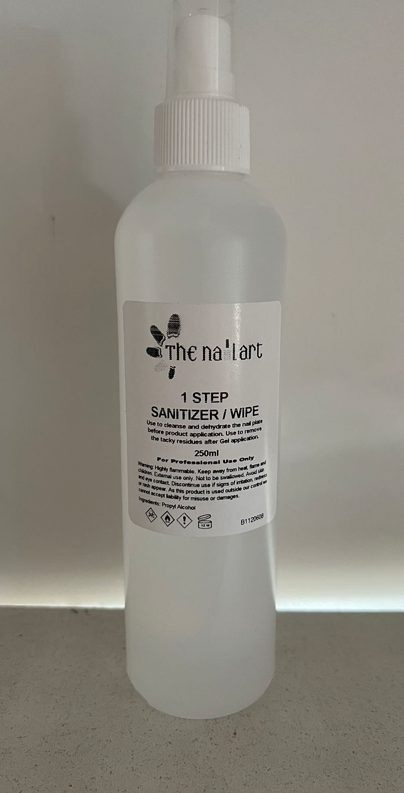 The nailart
1 STEP
SANITIZER / WIPE
Use to cleanse and dehydrate the nail plate
before product application. Use to remove
the tacky residues after Gel application.
250ml
For Professional Use Only
Warning: Highly flammable. Keep away from heat, flame and
children. External use only. Not to be swallowed. Avoid skin
and eye contact. Discontinue use if signs of irritation, redness
or rash appear. As this product is used outside our control we
cannot accept liability for misuse or damages.
Ingredients: Propyl Alcohol